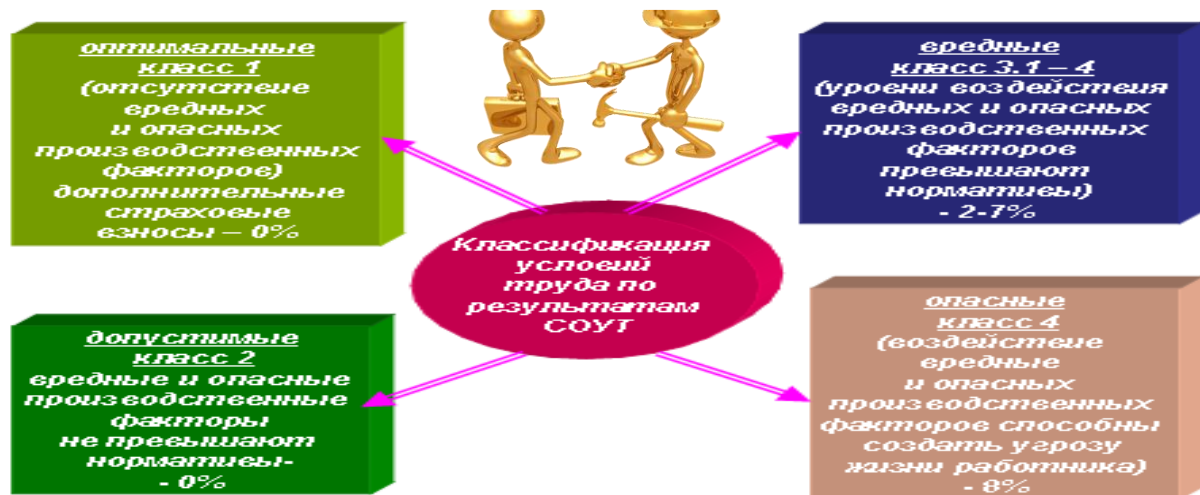 оптимальные
класс 1
(отсутствие
вредных
и опасных
производственных
факторов)
дополнительные
страховые
взносы – 0%
вредные
класс 3.1 – 4
(уровни воздействия
вредных и опасных
производственных
факторов
превышают
нормативы)
- 2-7%
Классификация
условий
труда по
результатам
СОУТ
допустимые
класс 2
вредные и опасные
производственные
факторы
не превышают
нормативы-
- 0%
опасные
класс 4
(воздействие
вредные
и опасных
производственных
факторов способны
создать угрозу
жизни работника)
- 8%